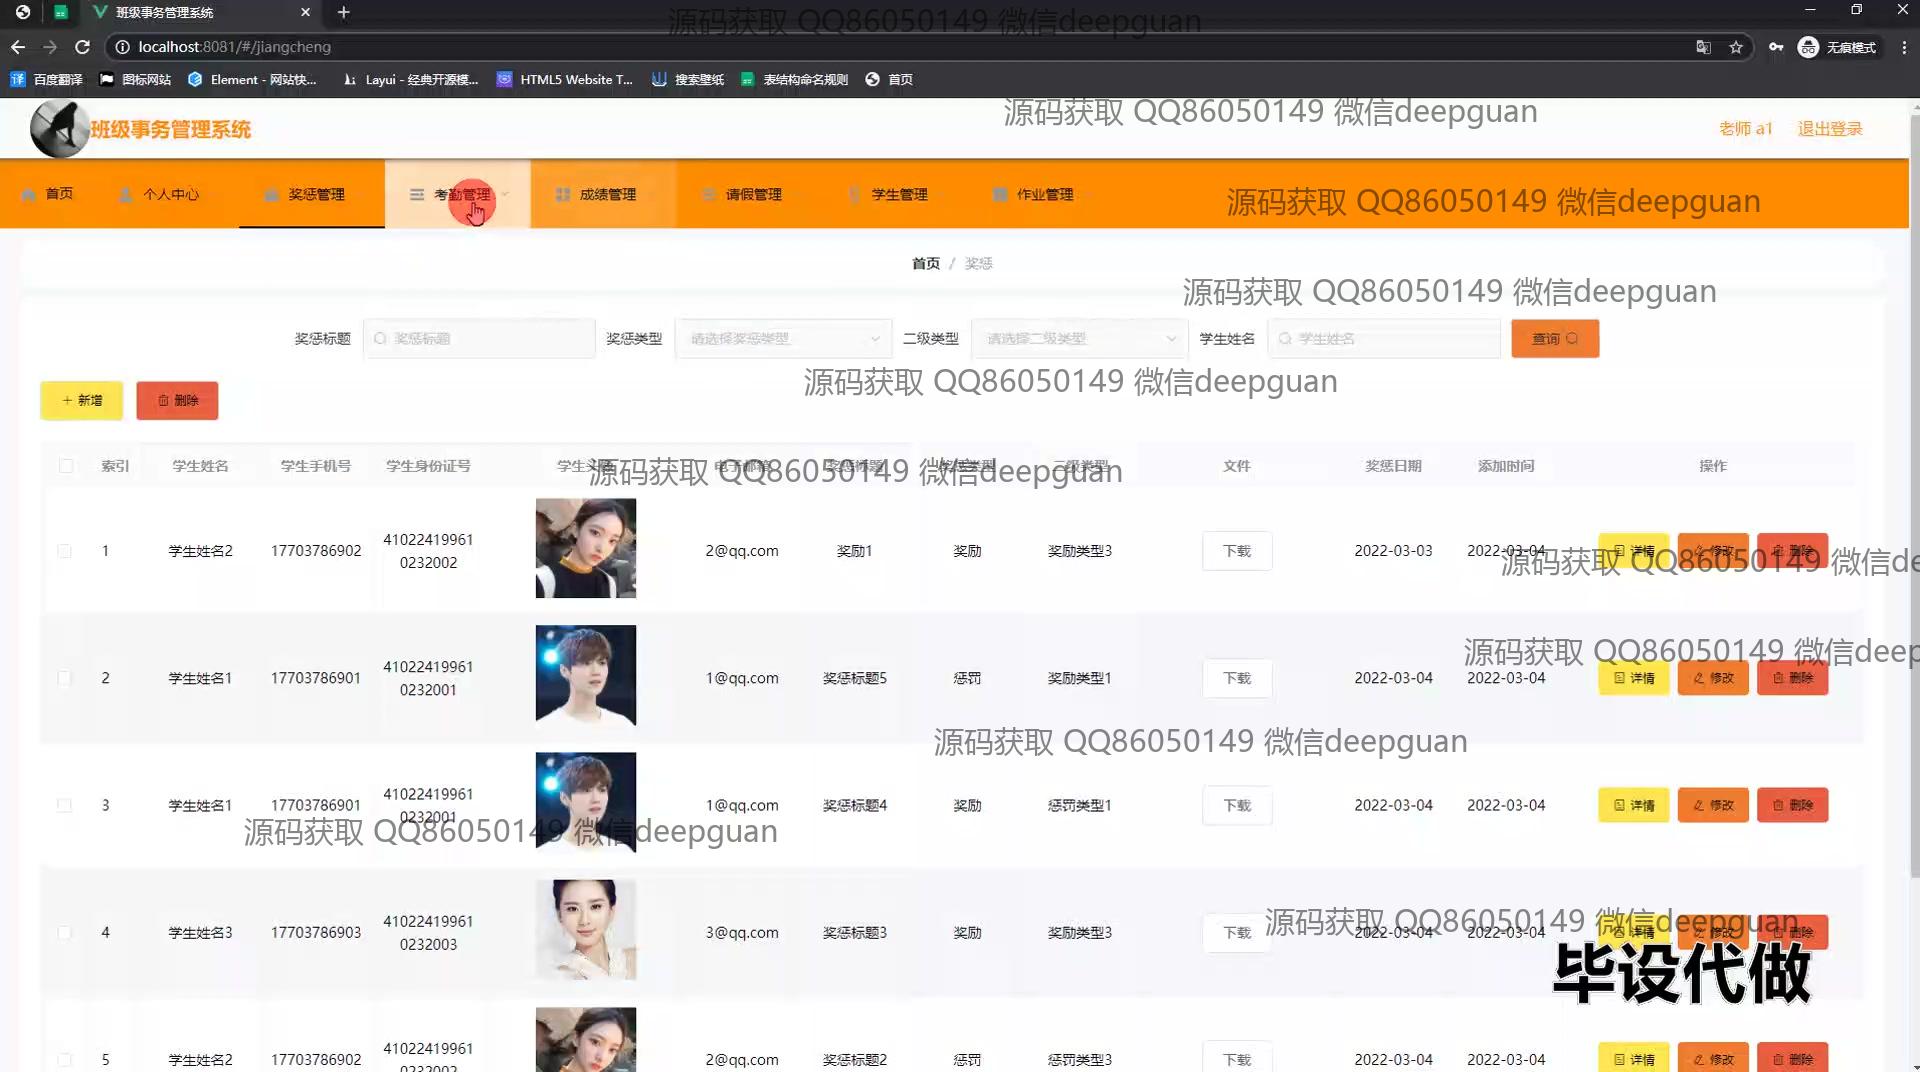 班级事务管理系统
源码获取 QQ86050149 微信deepguan
localhost:8081/#/jiangcheng
无痕模式
百度翻译 图标网站 Element - 网站快... Layui - 经典开源模... HTML5 Website T... 搜索壁纸 表结构命名规则 首页
源码获取 QQ86050149 微信deepguan
班级事务管理系统 老师 a1 退出登录
首页 个人中心 奖惩管理 考勤管理 成绩管理 请假管理 学生管理 作业管理
源码获取 QQ86050149 微信deepguan
首页 / 奖惩
源码获取 QQ86050149 微信deepguan
奖惩标题 奖惩标题 奖惩类型 请选择奖惩类型 二级类型 请选择二级类型 学生姓名 学生姓名 查询
源码获取 QQ86050149 微信deepguan
+ 新增 删除
索引 学生姓名 学生手机号 学生身份证号 学生头像 电子邮箱 奖惩标题 奖惩类型 二级类型 文件 奖惩日期 添加时间 操作
源码获取 QQ86050149 微信deepguan
1 学生姓名2 17703786902 41022419961 0232002 2@qq.com 奖励1 奖励 奖励类型3 下载 2022-03-03 2022-03-04 详情 修改 删除
源码获取 QQ86050149 微信de
源码获取 QQ86050149 微信deep
2 学生姓名1 17703786901 41022419961 0232001 1@qq.com 奖惩标题5 惩罚 奖励类型1 下载 2022-03-04 2022-03-04 详情 修改 删除
源码获取 QQ86050149 微信deepguan
3 学生姓名1 17703786901 41022419961 0232001 1@qq.com 奖惩标题4 奖励 惩罚类型1 下载 2022-03-04 2022-03-04 详情 修改 删除
源码获取 QQ86050149 微信deepguan
源码获取 QQ86050149 微信deepguan
4 学生姓名3 17703786903 41022419961 0232003 3@qq.com 奖惩标题3 奖励 奖励类型3 下载 2022-03-04 2022-03-04 详情 修改 删除
毕设代做
5 学生姓名2 17703786902 41022419961 0232002 2@qq.com 奖惩标题2 惩罚 惩罚类型3 下载 2022-03-04 2022-03-04 详情 修改 删除